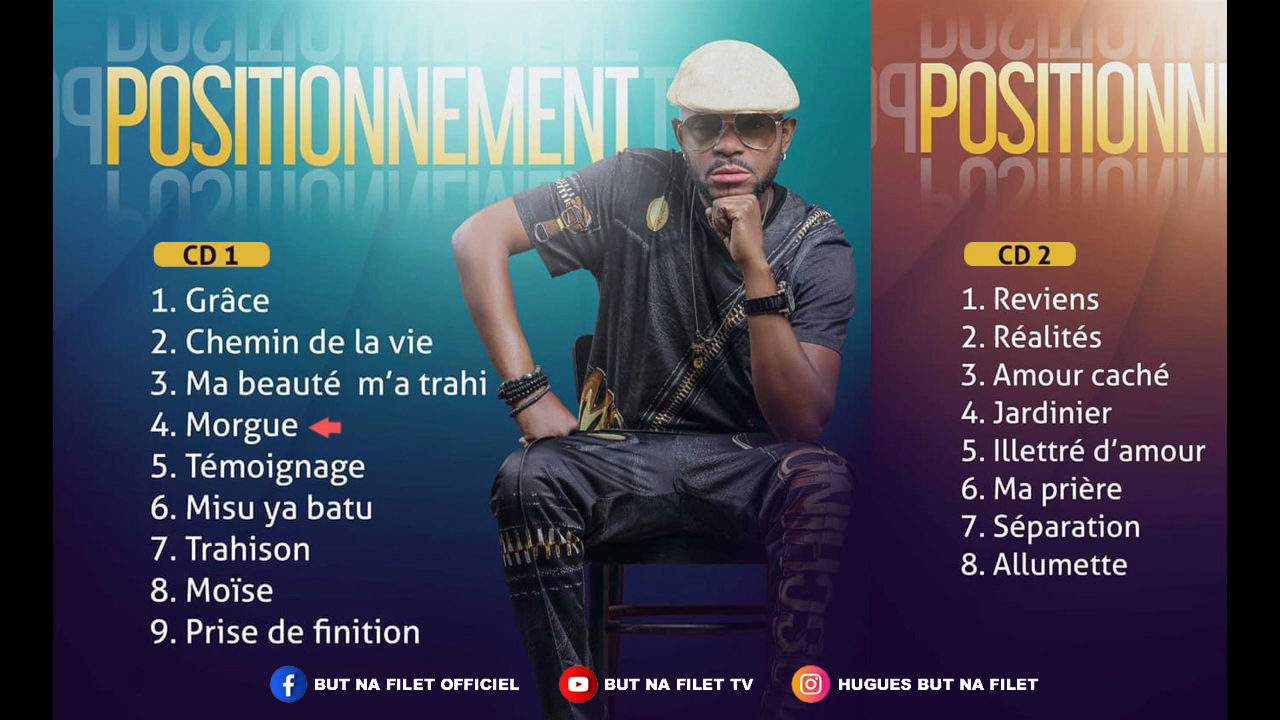 POSITIONNEMENT
CD 1
1. Grâce
2. Chemin de la vie
3. Ma beauté m'a trahi
4. Morgue
5. Témoignage
6. Misu ya batu
7. Trahison
8. Moïse
9. Prise de finition
POSITIONN
CD 2
1. Reviens
2. Réalités
3. Amour caché
4. Jardinier
5. Illettré d'amour
6. Ma prière
7. Séparation
8. Allumette
MOSCHINO
BUT NA FILET OFFICIEL
BUT NA FILET TV
HUGUES BUT NA FILET